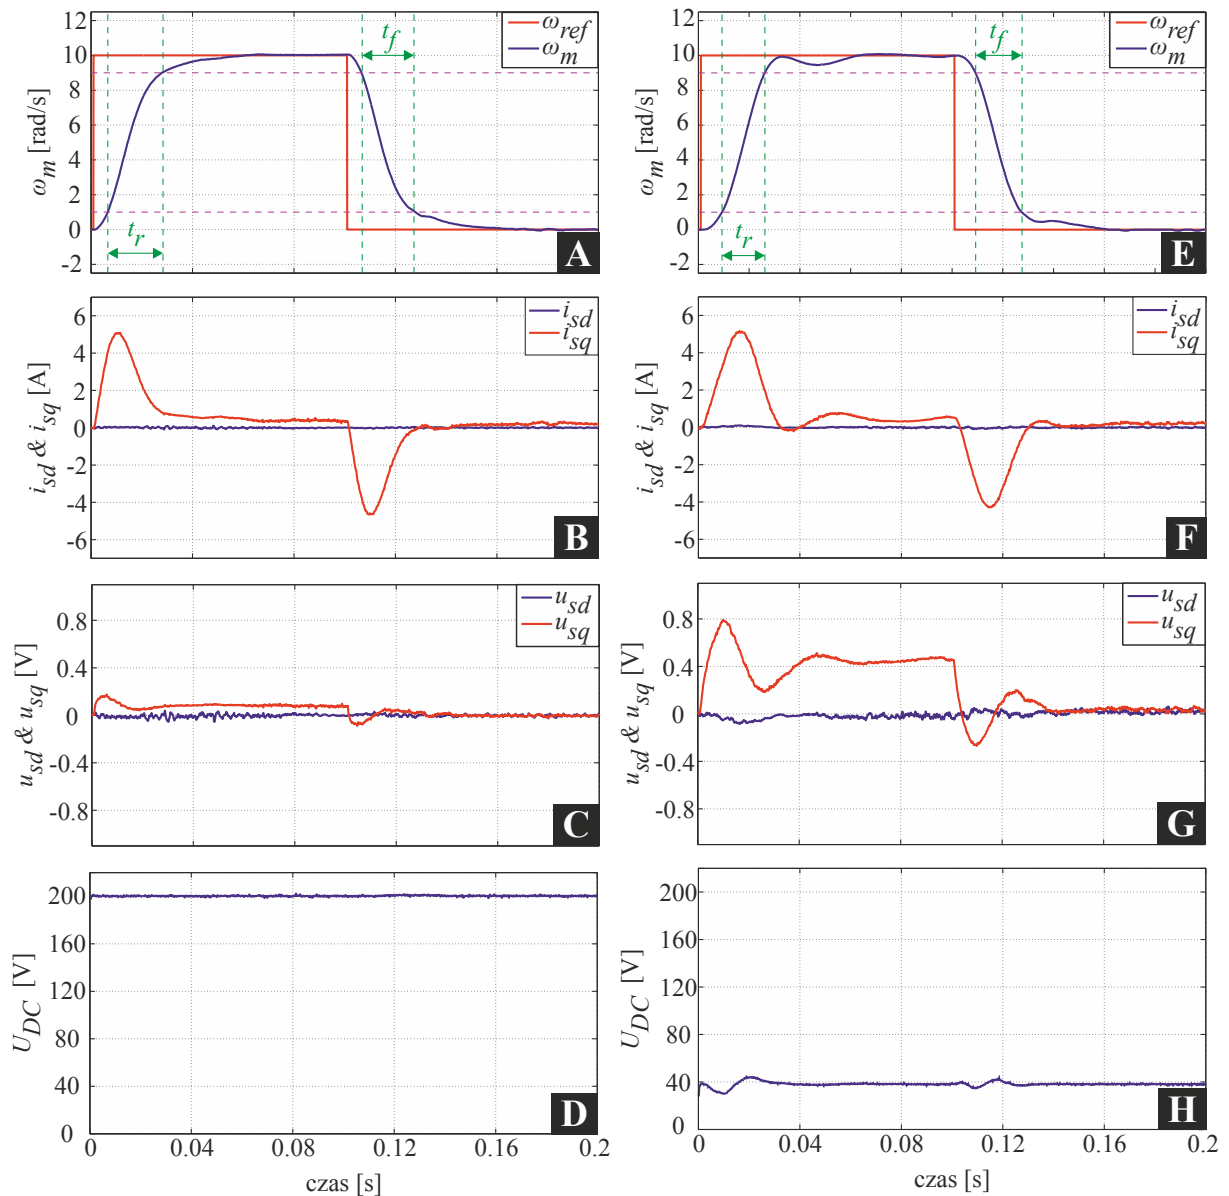 12
10
8
6
4
2
0
-2
ω_m [rad/s]
ω_ref
ω_m
t_r
t_f
A
12
10
8
6
4
2
0
-2
ω_m [rad/s]
ω_ref
ω_m
t_r
t_f
E
6
4
2
0
-2
-4
-6
i_sd & i_sq [A]
i_sd
i_sq
B
6
4
2
0
-2
-4
-6
i_sd & i_sq [A]
i_sd
i_sq
F
0.8
0.4
0
-0.4
-0.8
u_sd & u_sq [V]
u_sd
u_sq
C
0.8
0.4
0
-0.4
-0.8
u_sd & u_sq [V]
u_sd
u_sq
G
200
160
120
80
40
0
U_DC [V]
D
0 0.04 0.08 0.12 0.16 0.2
czas [s]
200
160
120
80
40
0
U_DC [V]
H
0 0.04 0.08 0.12 0.16 0.2
czas [s]